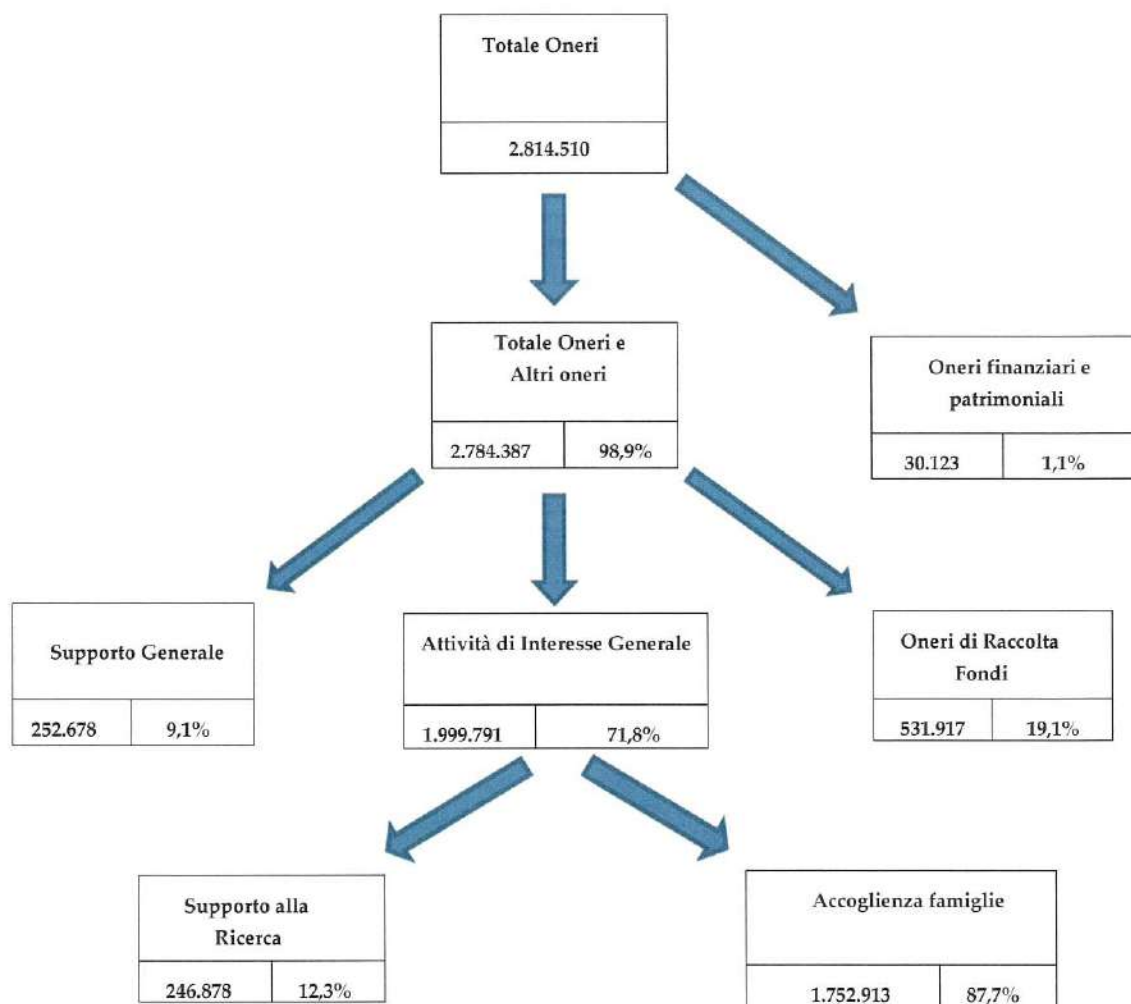 Totale Oneri
2.814.510
Totale Oneri e
Altri oneri
2.784.387 98,9%
Oneri finanziari e
patrimoniali
30.123 1,1%
Supporto Generale
252.678 9,1%
Attività di Interesse Generale
1.999.791 71,8%
Oneri di Raccolta
Fondi
531.917 19,1%
Supporto alla
Ricerca
246.878 12,3%
Accoglienza famiglie
1.752.913 87,7%